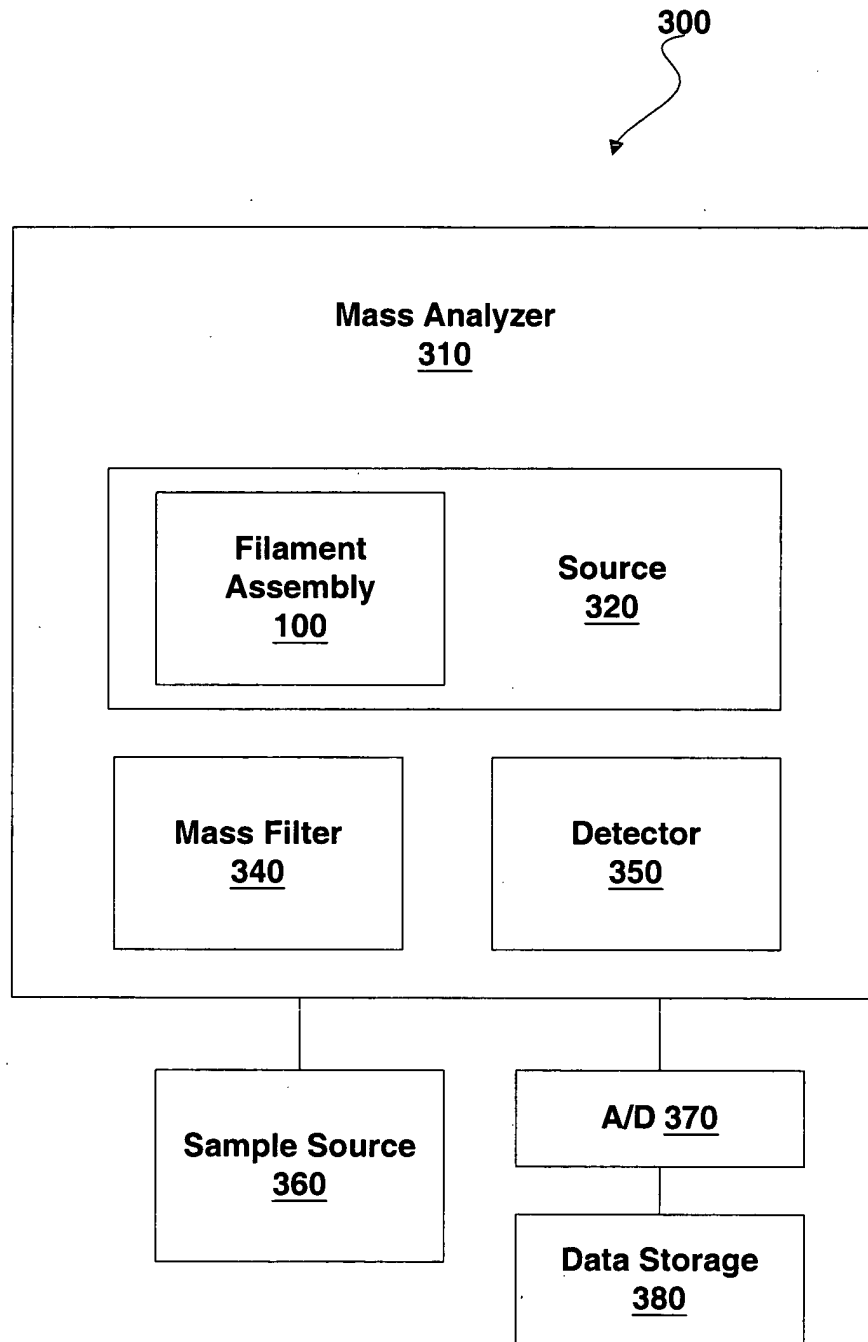 300
Mass Analyzer
310
Filament
Assembly
100
Source
320
Mass Filter
340
Detector
350
Sample Source
360
A/D 370
Data Storage
380